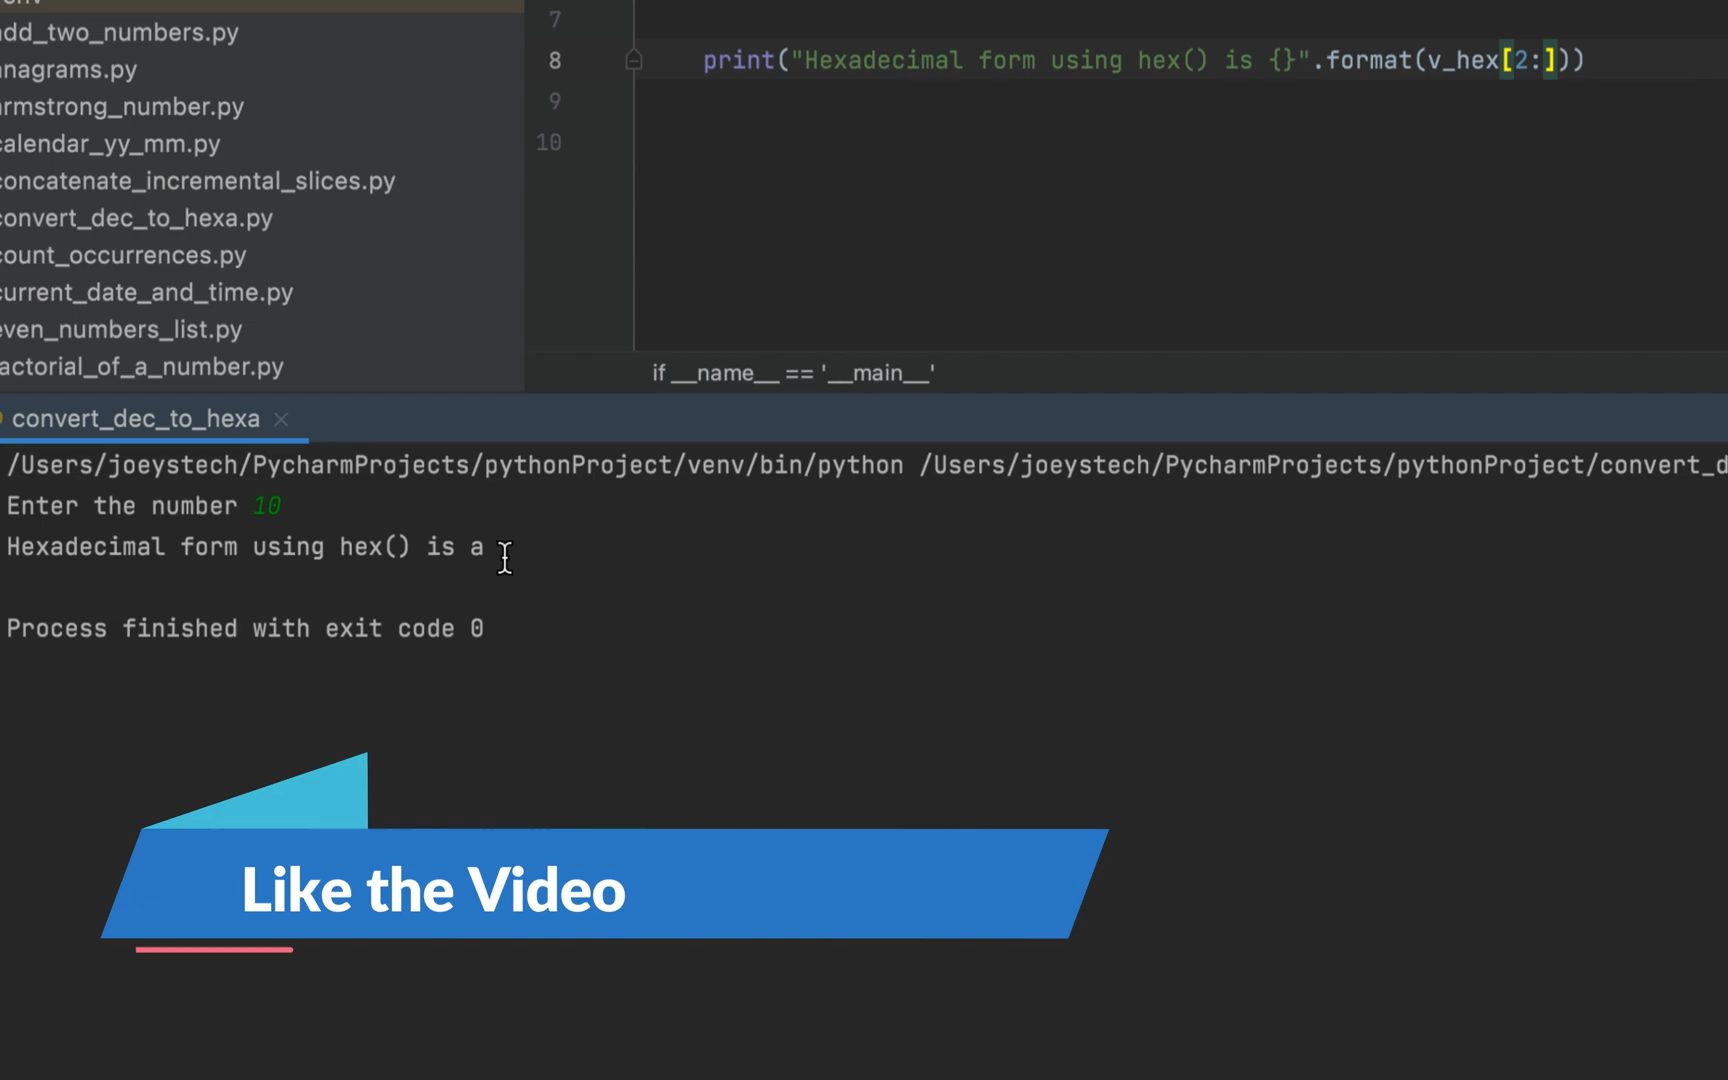 7
add_two_numbers.py
8 print("Hexadecimal form using hex() is {}".format(v_hex[2:]))
anagrams.py
9
armstrong_number.py
10
calendar_yy_mm.py
concatenate_incremental_slices.py
convert_dec_to_hexa.py
count_occurrences.py
current_date_and_time.py
even_numbers_list.py
actorial_of_a_number.py
if __name__ == '__main__'
convert_dec_to_hexa ×
/Users/joeystech/PycharmProjects/pythonProject/venv/bin/python /Users/joeystech/PycharmProjects/pythonProject/convert_d
Enter the number 10
Hexadecimal form using hex() is a
Process finished with exit code 0
Like the Video